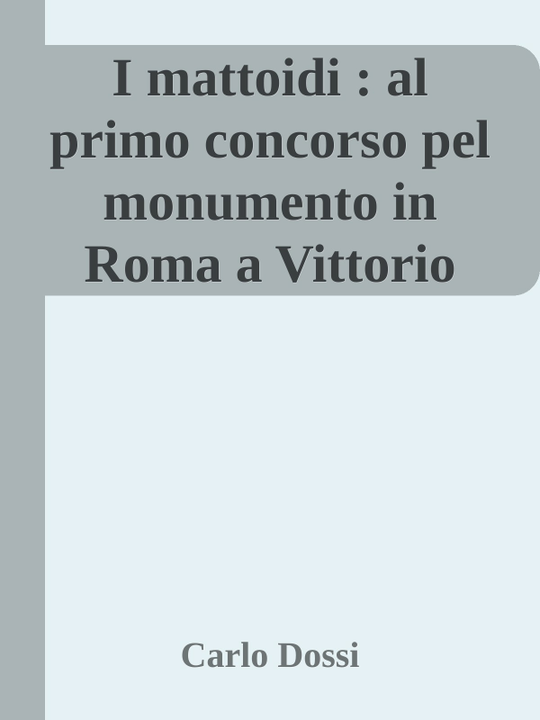 I mattoidi : al
primo concorso pel
monumento in
Roma a Vittorio
Carlo Dossi